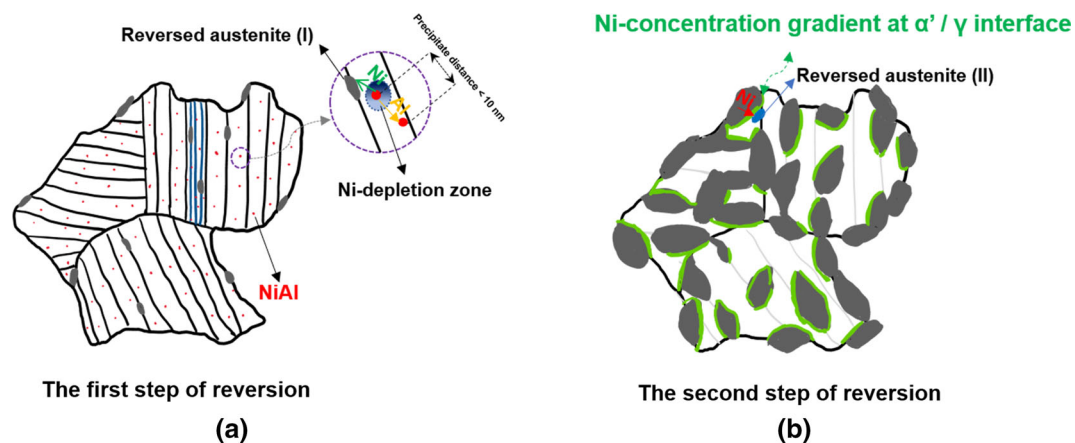 Reversed austenite (I)
Ni
Al
Precipitate distance < 10 nm
Ni-depletion zone
NiAl
The first step of reversion
(a)
Ni-concentration gradient at α’ / γ interface
Reversed austenite (II)
Ni
The second step of reversion
(b)